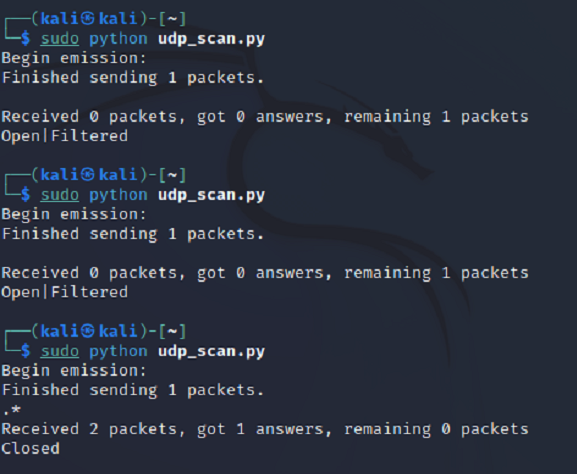 ┌──(kali㉿kali)-[~]
└─$ sudo python udp_scan.py
Begin emission:
Finished sending 1 packets.

Received 0 packets, got 0 answers, remaining 1 packets
Open|Filtered

┌──(kali㉿kali)-[~]
└─$ sudo python udp_scan.py
Begin emission:
Finished sending 1 packets.

Received 0 packets, got 0 answers, remaining 1 packets
Open|Filtered

┌──(kali㉿kali)-[~]
└─$ sudo python udp_scan.py
Begin emission:
Finished sending 1 packets.
.*
Received 2 packets, got 1 answers, remaining 0 packets
Closed